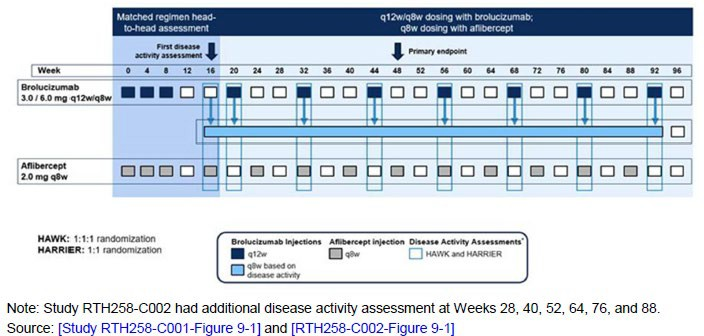 Matched regimen head-
to-head assessment
q12w/q8w dosing with brolucizumab;
q8w dosing with aflibercept
First disease
activity assessment
Primary endpoint
Week 0 4 8 12 16 20 24 28 32 36 40 44 48 52 56 60 64 68 72 76 80 84 88 92 96
Brolucizumab
3.0 / 6.0 mg q12w/q8w
Aflibercept
2.0 mg q8w
HAWK: 1:1:1 randomization
HARRIER: 1:1 randomization
Brolucizumab Injections Aflibercept injection Disease Activity Assessments*
q12w q8w HAWK and HARRIER
q8w based on
disease activity
Note: Study RTH258-C002 had additional disease activity assessment at Weeks 28, 40, 52, 64, 76, and 88.
Source: [Study RTH258-C001-Figure 9-1] and [RTH258-C002-Figure 9-1]